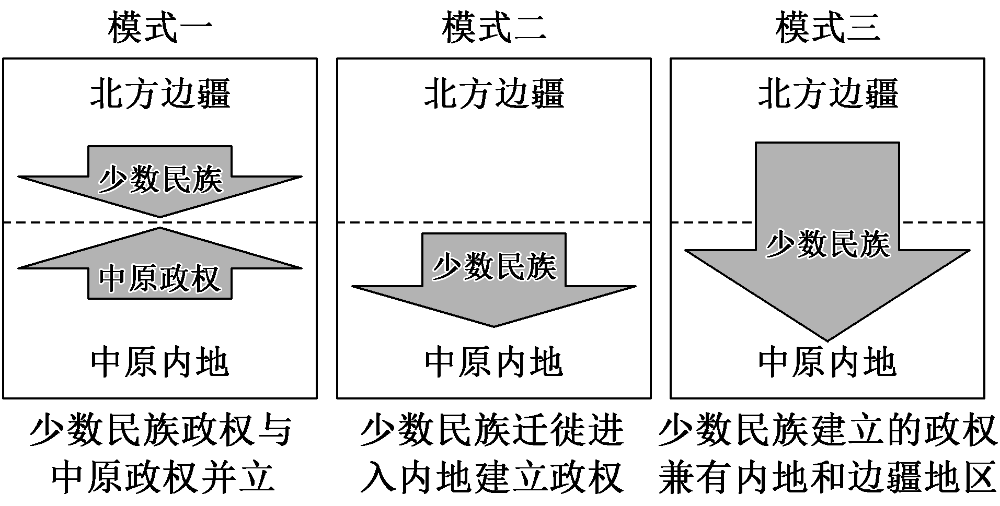 模式一
模式二
模式三
北方边疆
北方边疆
北方边疆
少数民族
中原政权
少数民族
少数民族
中原内地
中原内地
中原内地
少数民族政权与
中原政权并立
少数民族迁徙进
入内地建立政权
少数民族建立的政权
兼有内地和边疆地区